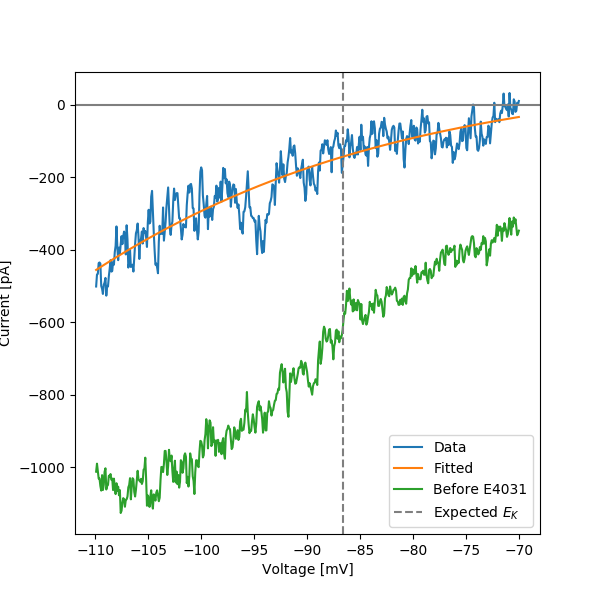 0
−200
−400
−600
−800
−1000
Current [pA]
−110
−105
−100
−95
−90
−85
−80
−75
−70
Voltage [mV]
Data
Fitted
Before E4031
Expected E_K